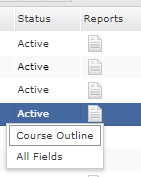 Status Reports
Active
Active
Active
Active
Course Outline
All Fields